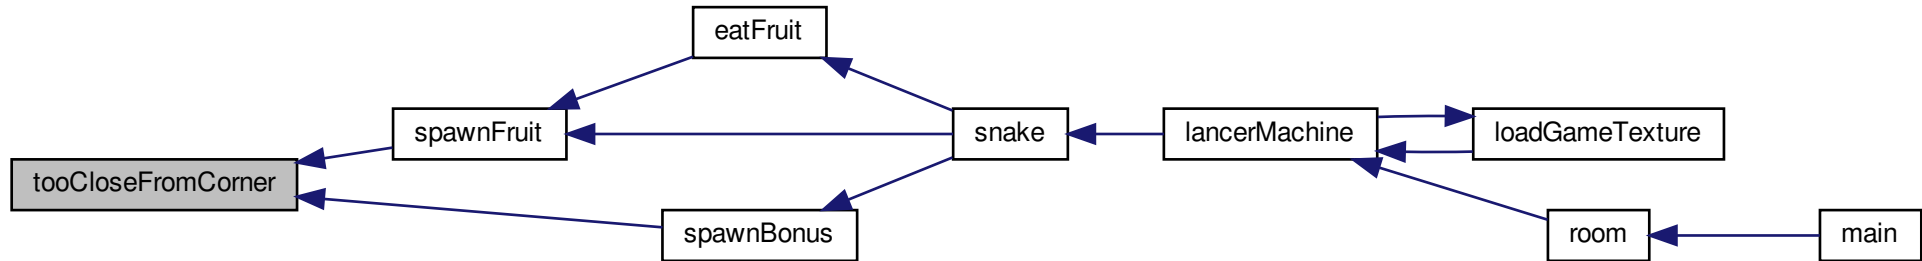 eatFruit
spawnFruit
snake
lancerMachine
loadGameTexture
tooCloseFromCorner
spawnBonus
room
main